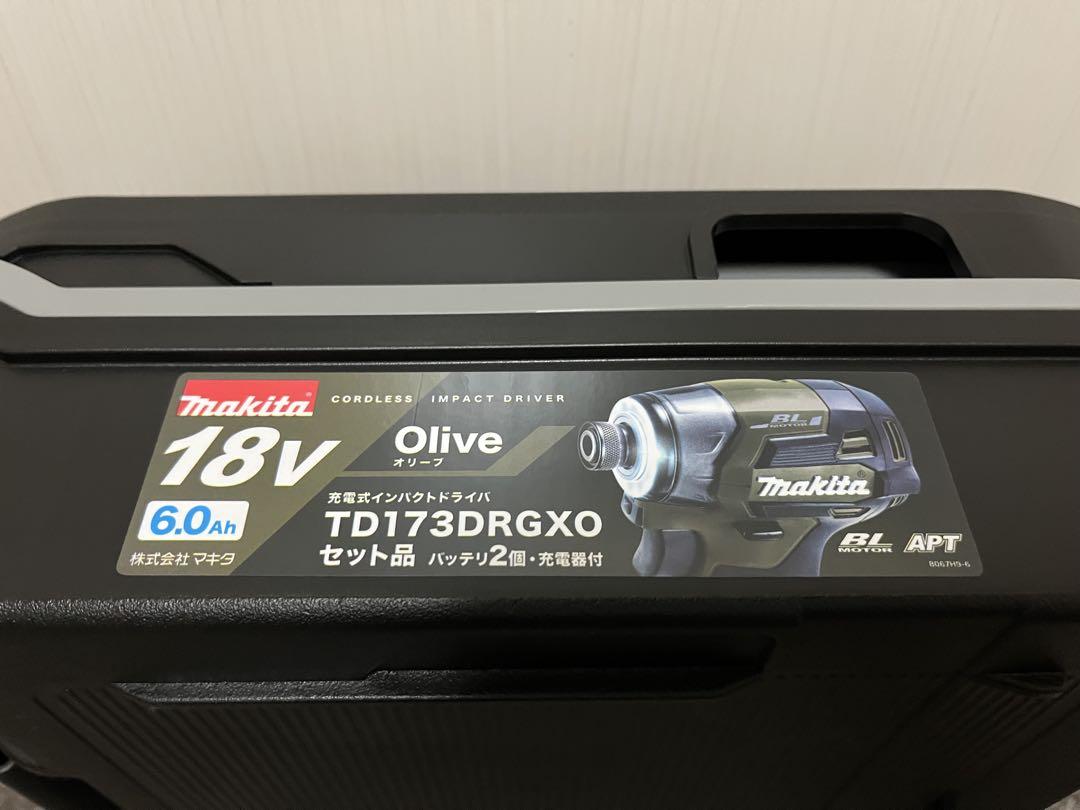 makita® CORDLESS IMPACT DRIVER
18V
Olive
オリーブ
6.0Ah
充電式インパクトドライバ
TD173DRGXO
セット品 バッテリ2個・充電器付
株式会社マキタ
BL
MOTOR
makita®
BL
MOTOR
APT
8067H9-6